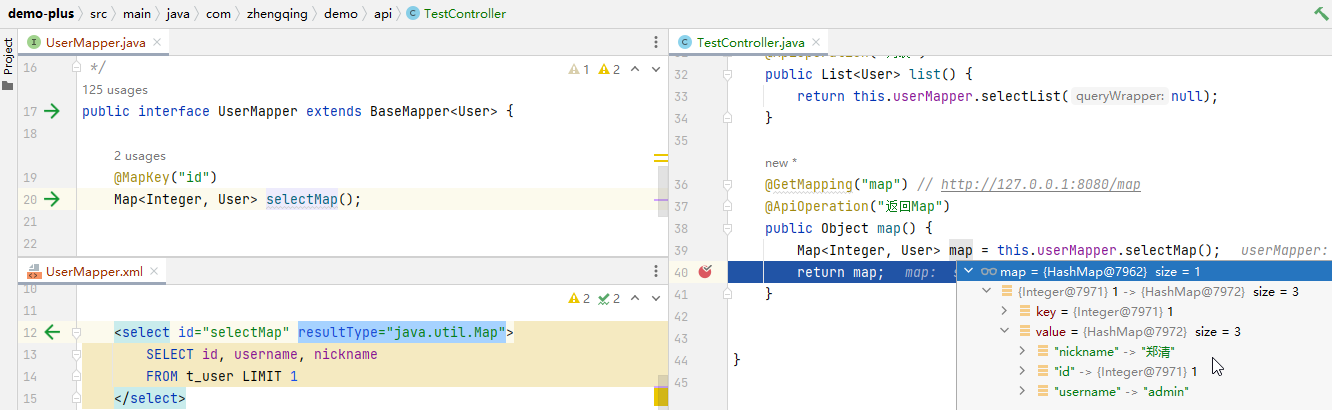 demo-plus src main java com zhengqing demo api TestController
Project
UserMapper.java
16 */
1 2
125 usages
17 public interface UserMapper extends BaseMapper<User> {
18
2 usages
19 @MapKey("id")
20 Map<Integer, User> selectMap();
21
22
UserMapper.xml
2 2
12 <select id="selectMap" resultType="java.util.Map">
13 SELECT id, username, nickname
14 FROM t_user LIMIT 1
15 </select>
TestController.java
32 public List<User> list() {
33 return this.userMapper.selectList( queryWrapper: null);
34 }
35
new *
36 @GetMapping("map") // http://127.0.0.1:8080/map
37 @ApiOperation("返回Map")
38 public Object map() {
39 Map<Integer, User> map = this.userMapper.selectMap(); userMapper:
40 return map; map:
41 }
42
43
44 }
45
map = {HashMap@7962} size = 1
{Integer@7971} 1 -> {HashMap@7972} size = 3
key = {Integer@7971} 1
value = {HashMap@7972} size = 3
"nickname" -> "郑清"
"id" -> {Integer@7971} 1
"username" -> "admin"